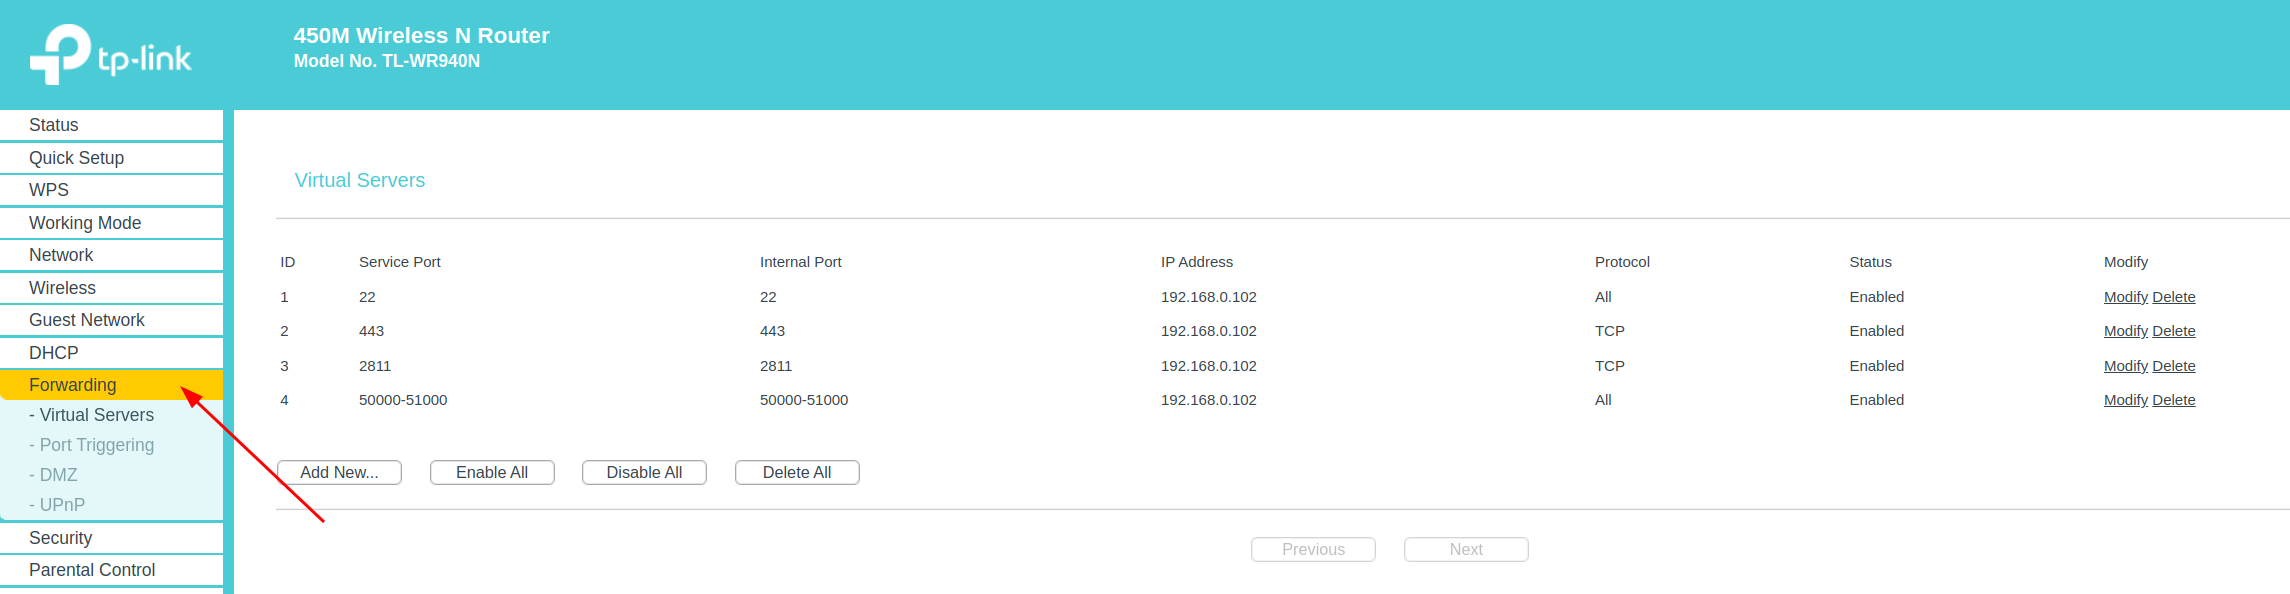 tp-link
450M Wireless N Router
Model No. TL-WR940N
Status
Quick Setup
WPS
Working Mode
Network
Wireless
Guest Network
DHCP
Forwarding
- Virtual Servers
- Port Triggering
- DMZ
- UPnP
Security
Parental Control
Virtual Servers
ID Service Port Internal Port IP Address Protocol Status Modify
1 22 22 192.168.0.102 All Enabled Modify Delete
2 443 443 192.168.0.102 TCP Enabled Modify Delete
3 2811 2811 192.168.0.102 TCP Enabled Modify Delete
4 50000-51000 50000-51000 192.168.0.102 All Enabled Modify Delete
Add New... Enable All Disable All Delete All
Previous Next